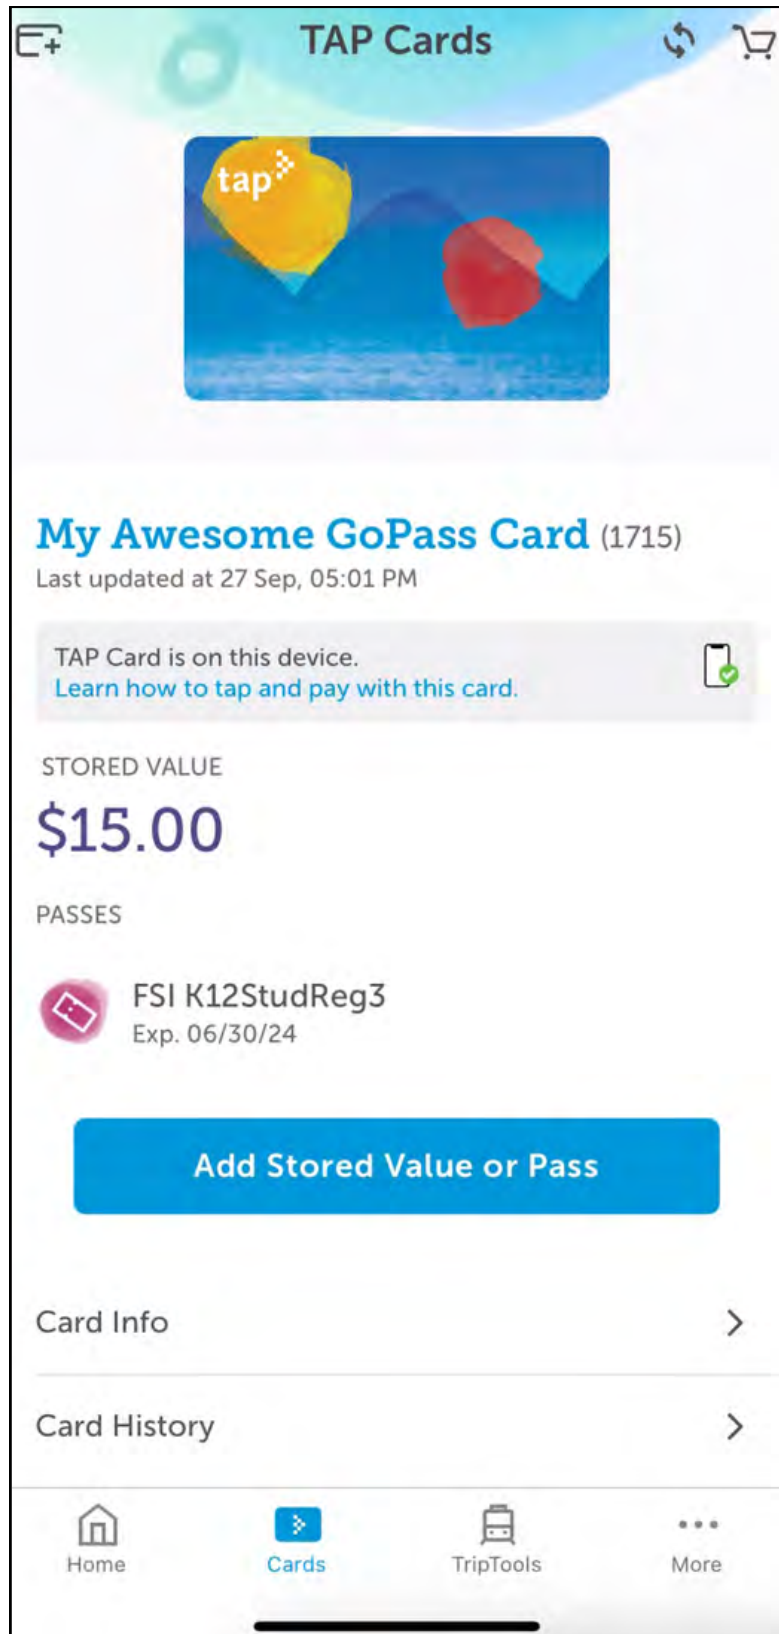 TAP Cards
tap
My Awesome GoPass Card (1715)
Last updated at 27 Sep, 05:01 PM
TAP Card is on this device.
Learn how to tap and pay with this card.
STORED VALUE
$15.00
PASSES
FSI K12StudReg3
Exp. 06/30/24
Add Stored Value or Pass
Card Info
Card History
Home Cards TripTools More